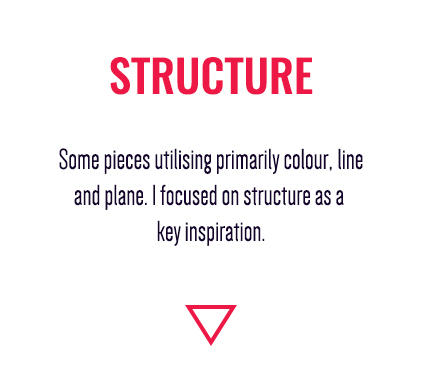 STRUCTURE
Some pieces utilising primarily colour, line
and plane. I focused on structure as a
key inspiration.